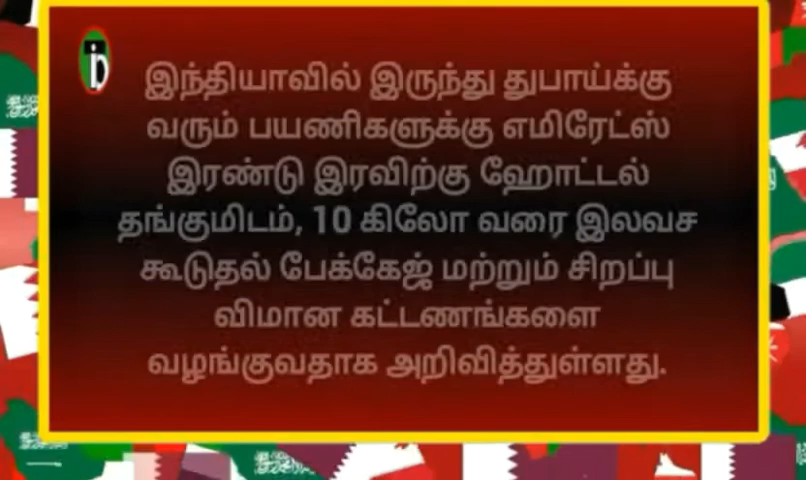 இந்தியாவில் இருந்து துபாய்க்கு
வரும் பயணிகளுக்கு எமிரேட்ஸ்
இரண்டு இரவிற்கு ஹோட்டல்
தங்குமிடம், 10 கிலோ வரை இலவச
கூடுதல் பேக்கேஜ் மற்றும் சிறப்பு
விமான கட்டணங்களை
வழங்குவதாக அறிவித்துள்ளது.